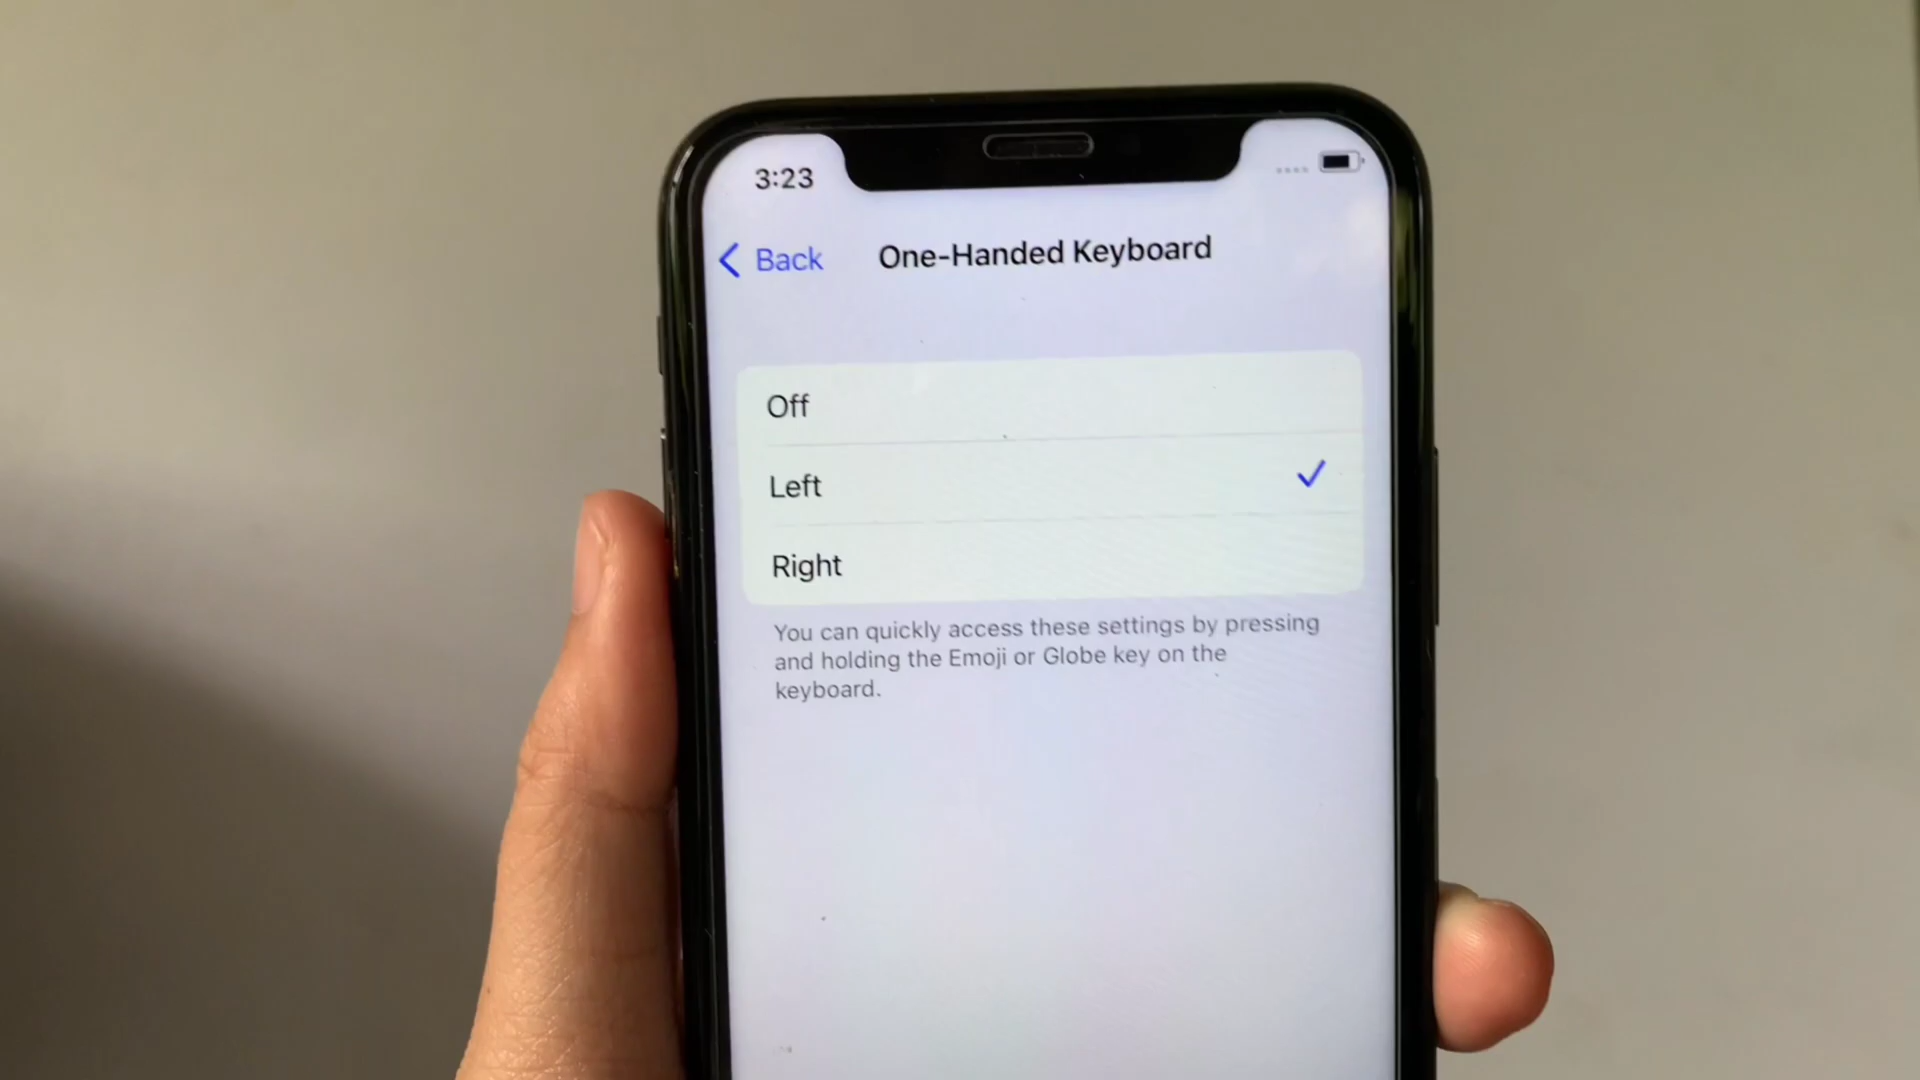 3:23
Back
One-Handed Keyboard
Off
Left
Right
You can quickly access these settings by pressing
and holding the Emoji or Globe key on the
keyboard.